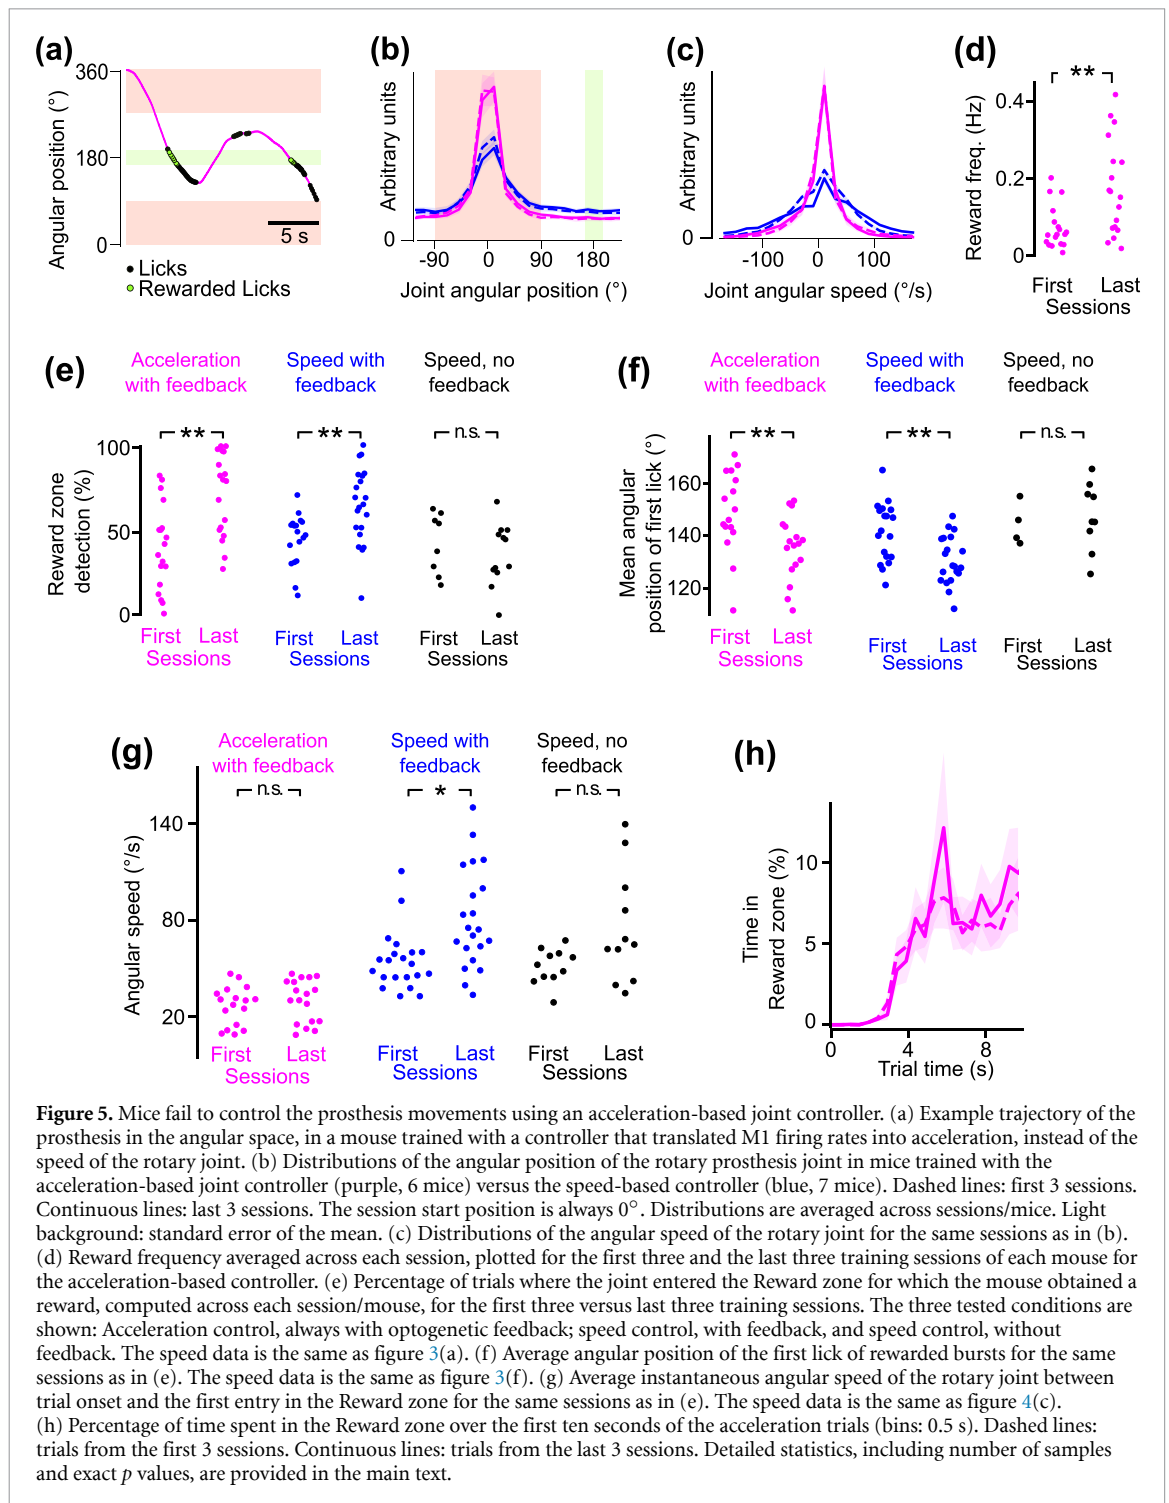 (a)
Angular position (°)
360
180
0
5 s
Licks
Rewarded Licks
(b)
Arbitrary units
0
-90 0 90 180
Joint angular position (°)
(c)
Arbitrary units
0
-100 0 100
Joint angular speed (°/s)
(d)
**
Reward freq. (Hz)
0.4
0.2
0
First Last
Sessions
(e)
Acceleration
with feedback
Speed with
feedback
Speed, no
feedback
** ** n.s.
Reward zone
detection (%)
100
50
0
First Last
Sessions
First Last
Sessions
First Last
Sessions
(f)
Acceleration
with feedback
Speed with
feedback
Speed, no
feedback
** ** n.s.
Mean angular
position of first lick (°)
160
140
120
First Last
Sessions
First Last
Sessions
First Last
Sessions
(g)
Acceleration
with feedback
Speed with
feedback
Speed, no
feedback
n.s. * n.s.
Angular speed (°/s)
140
80
20
First Last
Sessions
First Last
Sessions
First Last
Sessions
(h)
Time in
Reward zone (%)
10
5
0
0 4 8
Trial time (s)
Figure 5. Mice fail to control the prosthesis movements using an acceleration-based joint controller. (a) Example trajectory of the
prosthesis in the angular space, in a mouse trained with a controller that translated M1 firing rates into acceleration, instead of the
speed of the rotary joint. (b) Distributions of the angular position of the rotary prosthesis joint in mice trained with the
acceleration-based joint controller (purple, 6 mice) versus the speed-based controller (blue, 7 mice). Dashed lines: first 3 sessions.
Continuous lines: last 3 sessions. The session start position is always 0°. Distributions are averaged across sessions/mice. Light
background: standard error of the mean. (c) Distributions of the angular speed of the rotary joint for the same sessions as in (b).
(d) Reward frequency averaged across each session, plotted for the first three and the last three training sessions of each mouse for
the acceleration-based controller. (e) Percentage of trials where the joint entered the Reward zone for which the mouse obtained a
reward, computed across each session/mouse, for the first three versus last three training sessions. The three tested conditions are
shown: Acceleration control, always with optogenetic feedback; speed control, with feedback, and speed control, without
feedback. The speed data is the same as figure 3(a). (f) Average angular position of the first lick of rewarded bursts for the same
sessions as in (e). The speed data is the same as figure 3(f). (g) Average instantaneous angular speed of the rotary joint between
trial onset and the first entry in the Reward zone for the same sessions as in (e). The speed data is the same as figure 4(c).
(h) Percentage of time spent in the Reward zone over the first ten seconds of the acceleration trials (bins: 0.5 s). Dashed lines:
trials from the first 3 sessions. Continuous lines: trials from the last 3 sessions. Detailed statistics, including number of samples
and exact p values, are provided in the main text.